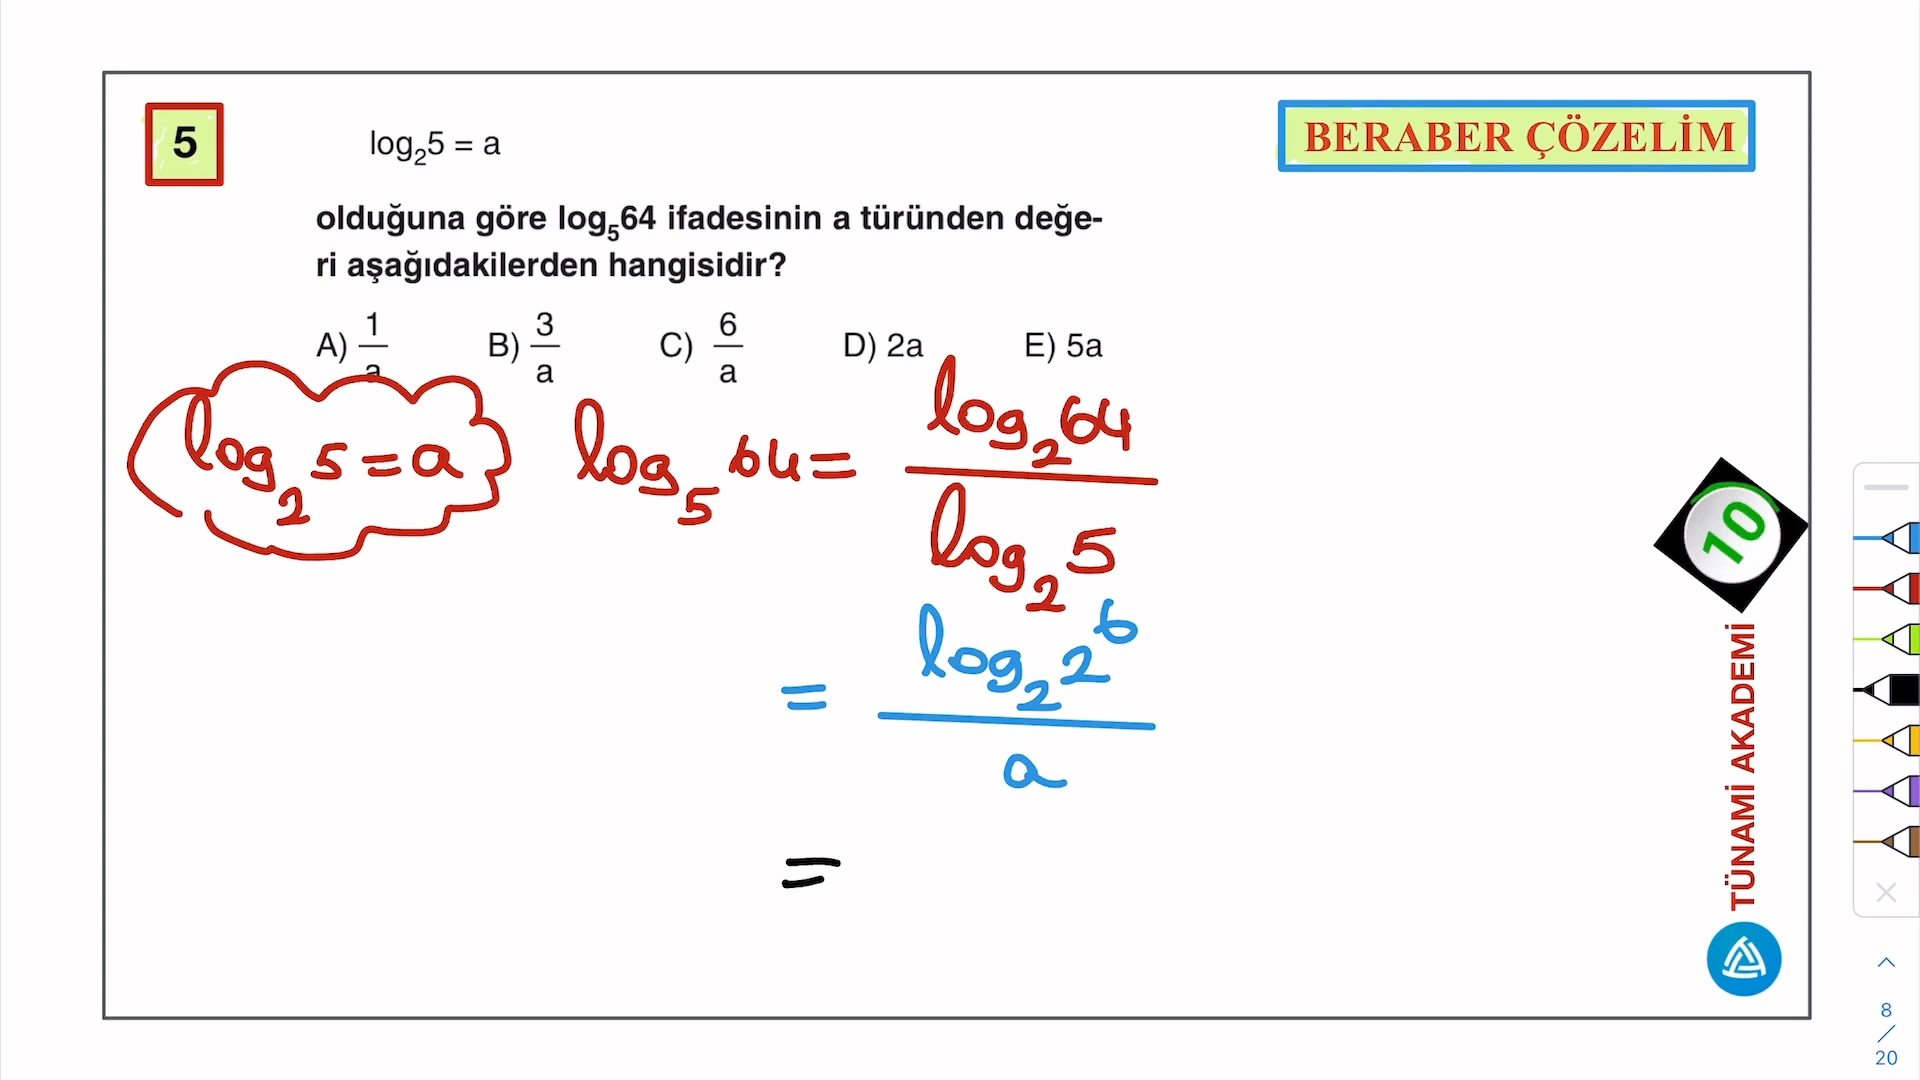 5
BERABER ÇÖZELİM
log₂5 = a
olduğuna göre log₅64 ifadesinin a türünden değe-
ri aşağıdakilerden hangisidir?
A) 1/a B) 3/a C) 6/a D) 2a E) 5a
log₂5 = a
log₅64 = log₂64 / log₂5
= log₂2⁶ / a
=
10
TÜNAMİ AKADEMİ
8
/
20